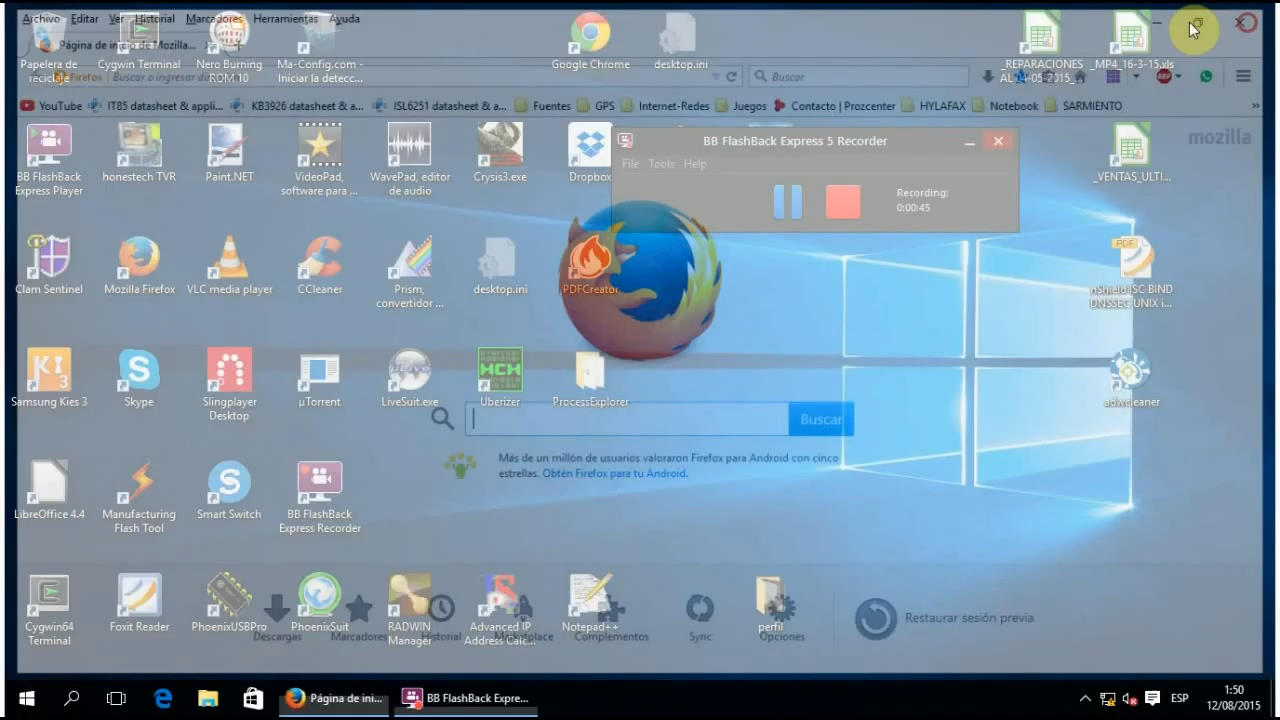 Archivo Editar Ver Historial Marcadores Herramientas Ayuda
Página de inicio de Mozilla...
Firefox Buscar o ingresar
Buscar
YouTube IT85 datasheet & appli... KB3926 datasheet & a... ISL6251 datasheet & a... Fuentes GPS Internet-Redes Juegos Contacto | Prozcenter HYLAFAX Notebook SARMIENTO
mozilla
Papelera de reciclaje
Cygwin Terminal
Nero Burning ROM 10
Ma-Config.com - Iniciar la detecc...
Google Chrome
desktop.ini
_REPARACIONES
_MP4_16-3-15.xls
BB FlashBack Express Player
honestech TVR
Paint.NET
VideoPad, software para ...
WavePad, editor de audio
Crysis3.exe
Dropbox
_VENTAS_ULTI...
BB FlashBack Express 5 Recorder
File Tools Help
Recording:
0:00:45
Clam Sentinel
Mozilla Firefox
VLC media player
CCleaner
Prism, convertidor ...
desktop.ini
PDFCreator
PDF
nShield ISC BIND DNSSEC UNIX i...
Samsung Kies 3
Skype
Slingplayer Desktop
µTorrent
LiveSuit.exe
Uberizer
ProcessExplorer
adwcleaner
Buscar
Más de un millón de usuarios valoraron Firefox para Android con cinco
estrellas. Obtén Firefox para tu Android.
LibreOffice 4.4
Manufacturing Flash Tool
Smart Switch
BB FlashBack Express Recorder
Cygwin64 Terminal
Foxit Reader
PhoenixUSBPro
PhoenixSuit
RADWIN Manager
Advanced IP Address Calc...
Notepad++
perfil
Descargas Marcadores Historial Marketplace Complementos Sync Opciones
Restaurar sesión previa
Página de ini...
BB FlashBack Expre...
ESP
1:50
12/08/2015